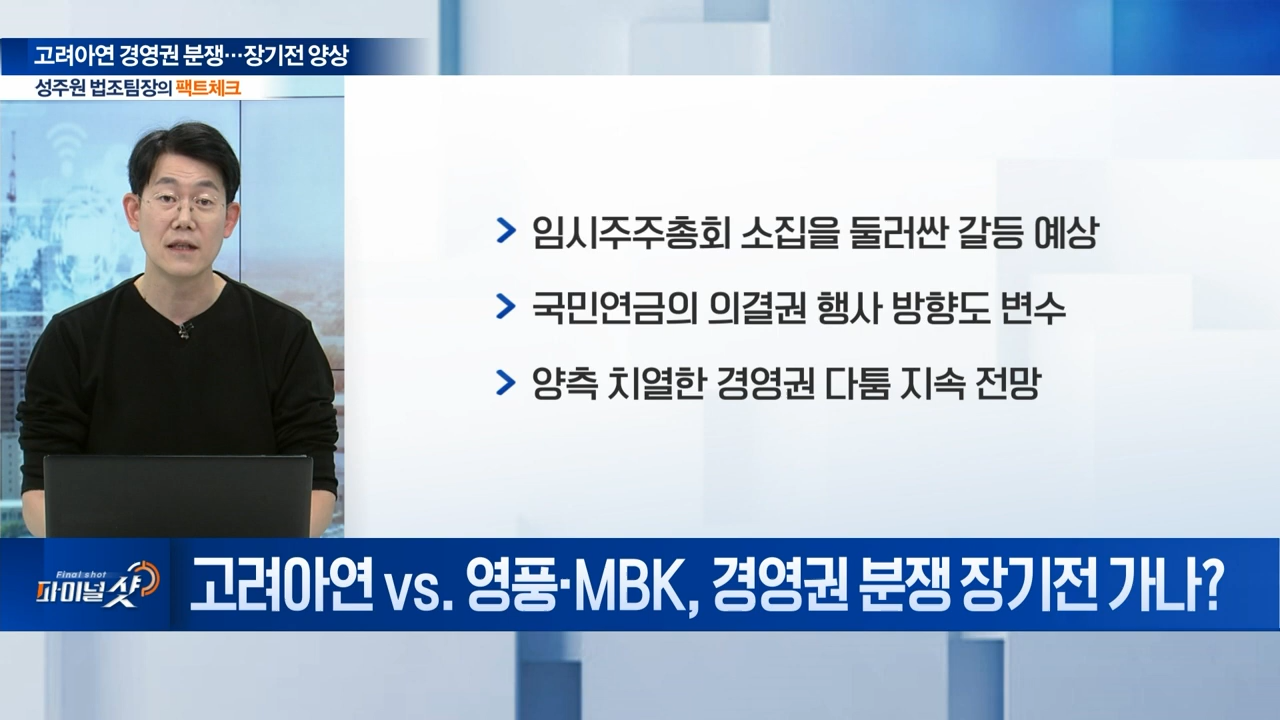 고려아연 경영권 분쟁…장기전 양상
성주원 법조팀장의 팩트체크
> 임시주주총회 소집을 둘러싼 갈등 예상
> 국민연금의 의결권 행사 방향도 변수
> 양측 치열한 경영권 다툼 지속 전망
Final shot
파이널샷
고려아연 vs. 영풍·MBK, 경영권 분쟁 장기전 가나?